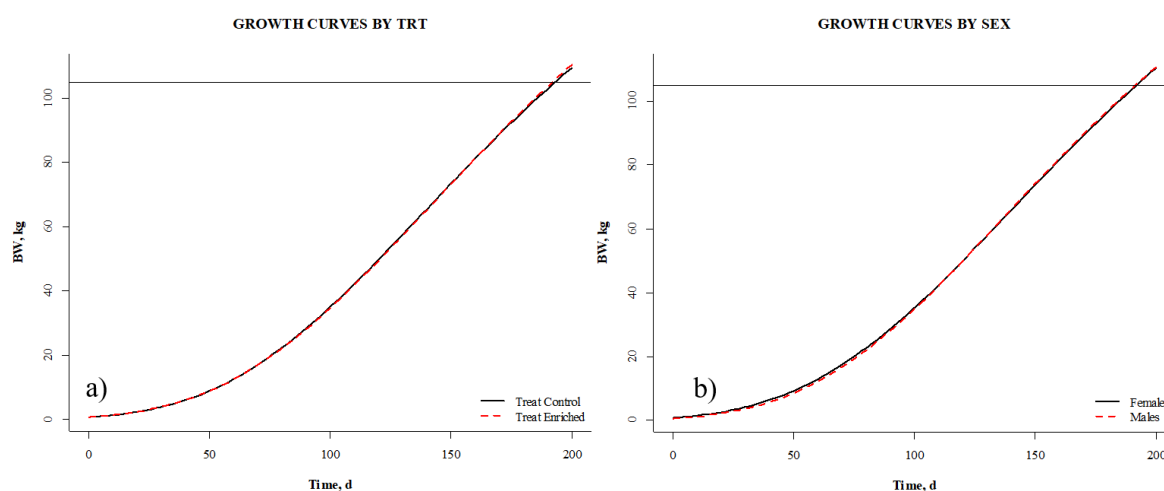 GROWTH CURVES BY TRT
BW, kg
100
80
60
40
20
0
a)
Treat Control
Treat Enriched
0 50 100 150 200
Time, d
GROWTH CURVES BY SEX
BW, kg
100
80
60
40
20
0
b)
Female
Males
0 50 100 150 200
Time, d